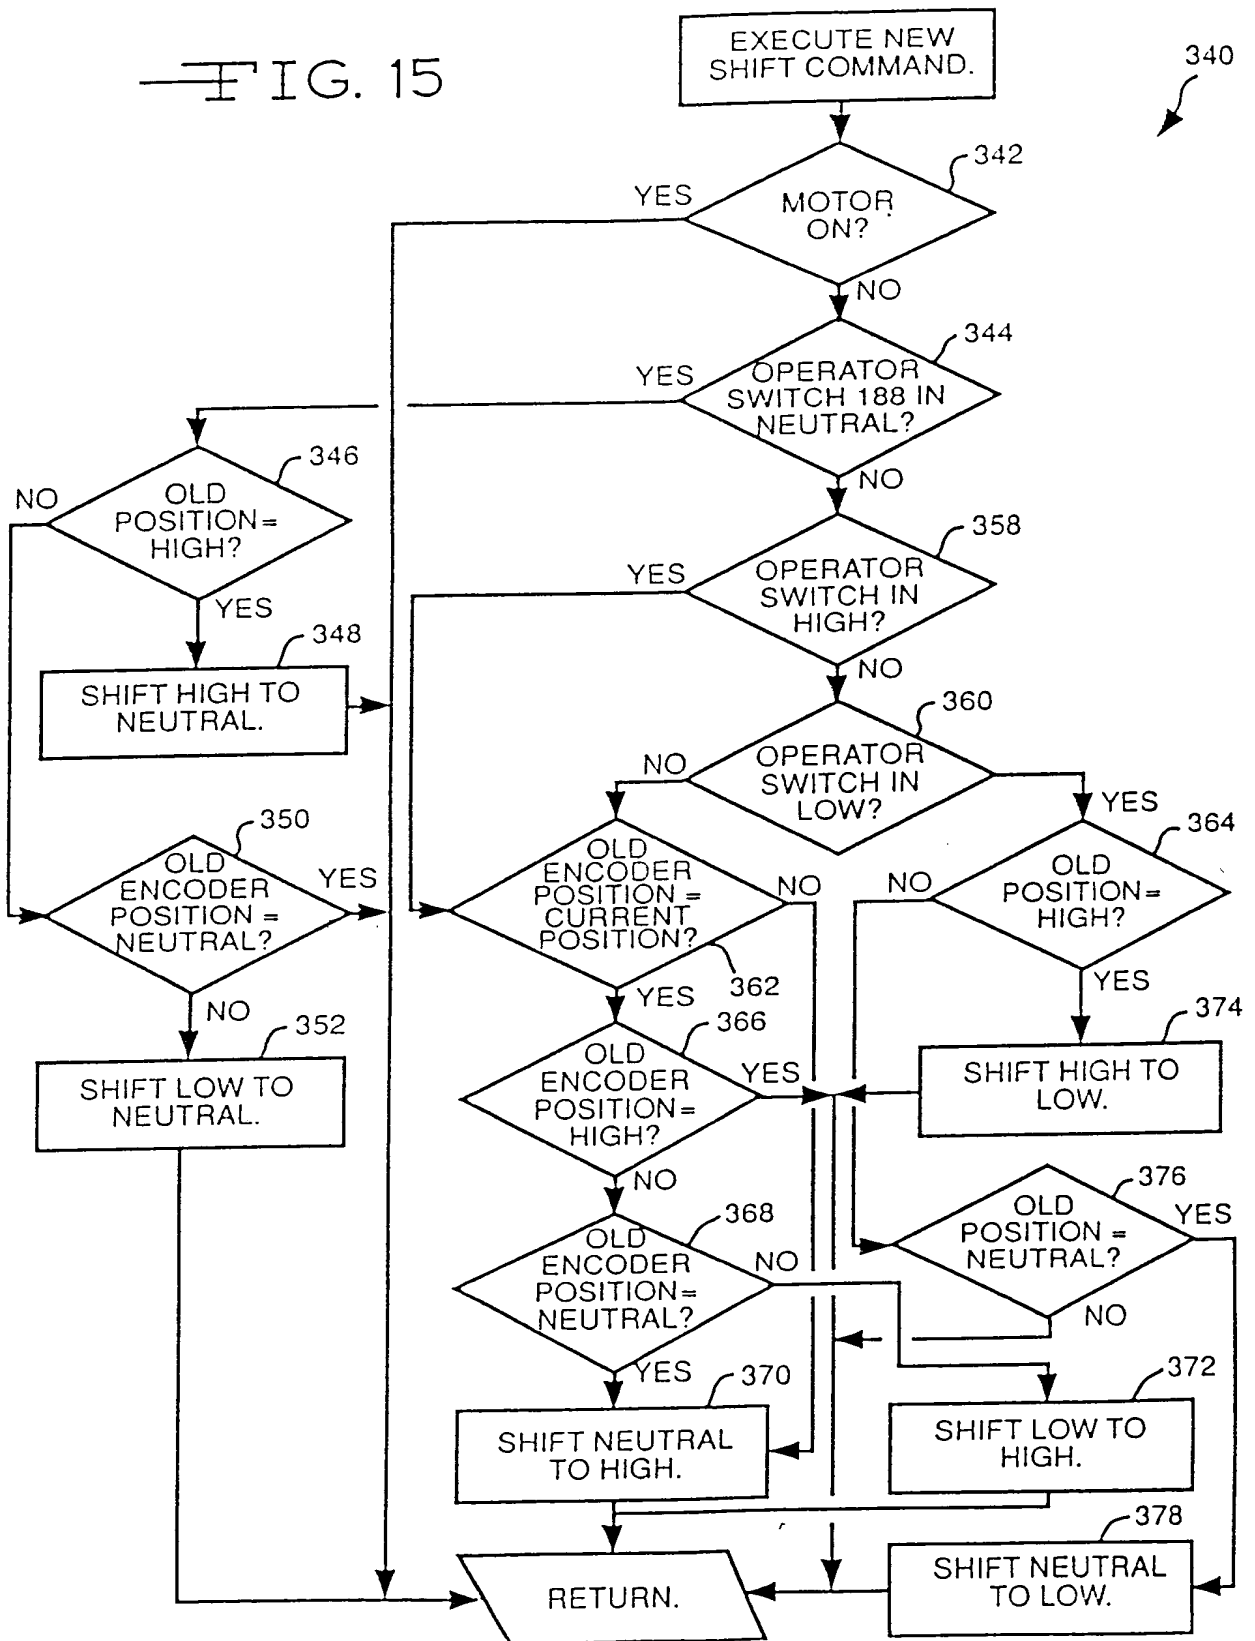 EXECUTE NEW
SHIFT COMMAND.
FIG. 15
340
342
YES
MOTOR
ON?
NO
344
YES
OPERATOR
SWITCH 188 IN
NEUTRAL?
NO
346
NO
OLD
POSITION=
HIGH?
YES
358
YES
OPERATOR
SWITCH IN
HIGH?
NO
348
SHIFT HIGH TO
NEUTRAL.
360
NO
OPERATOR
SWITCH IN
LOW?
YES
350
OLD
ENCODER
POSITION =
NEUTRAL?
YES
NO
OLD
ENCODER
POSITION =
CURRENT
POSITION?
NO
362
YES
364
NO
OLD
POSITION=
HIGH?
YES
352
SHIFT LOW TO
NEUTRAL.
366
OLD
ENCODER
POSITION=
HIGH?
YES
NO
374
SHIFT HIGH TO
LOW.
368
OLD
ENCODER
POSITION=
NEUTRAL?
NO
YES
376
OLD
POSITION =
NEUTRAL?
YES
NO
370
SHIFT NEUTRAL
TO HIGH.
372
SHIFT LOW TO
HIGH.
378
SHIFT NEUTRAL
TO LOW.
RETURN.